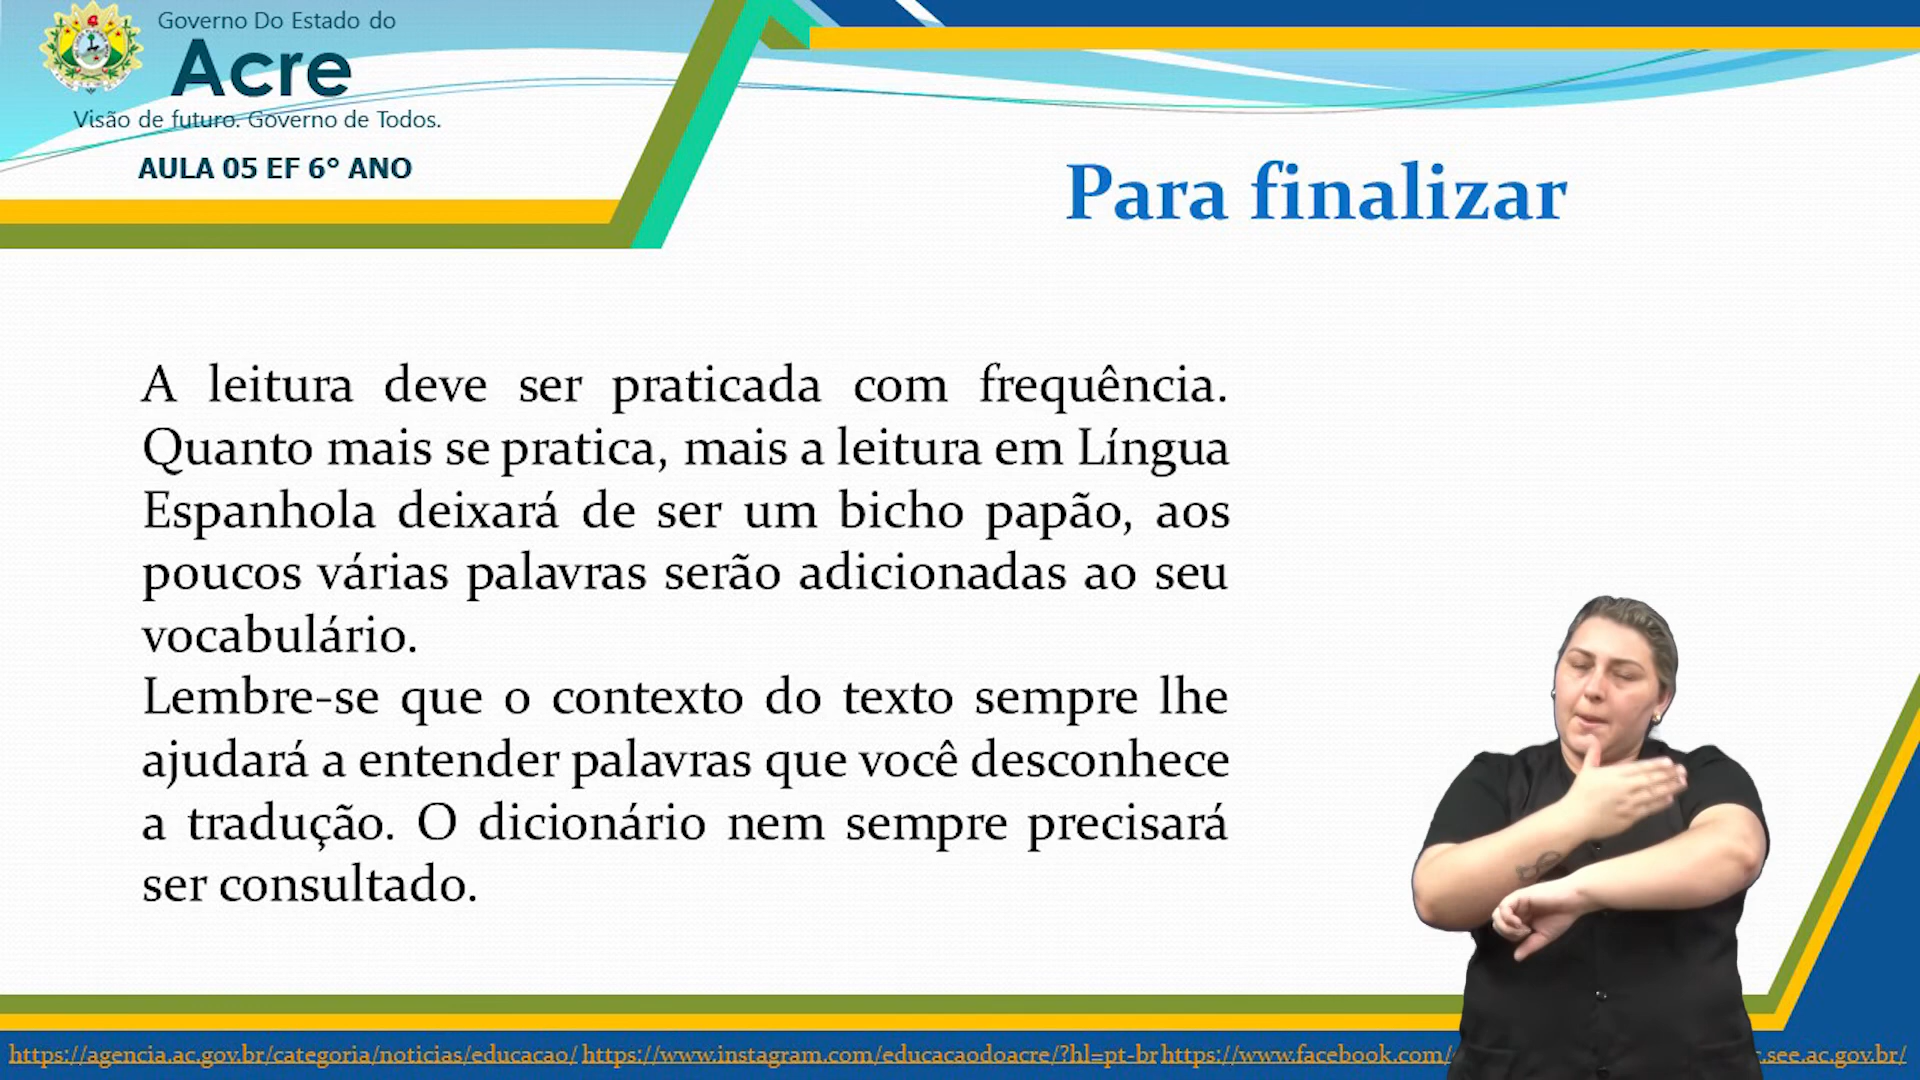 Governo Do Estado do
Acre
Visão de futuro. Governo de Todos.
AULA 05 EF 6° ANO
Para finalizar
A leitura deve ser praticada com frequência.
Quanto mais se pratica, mais a leitura em Língua
Espanhola deixará de ser um bicho papão, aos
poucos várias palavras serão adicionadas ao seu
vocabulário.
Lembre-se que o contexto do texto sempre lhe
ajudará a entender palavras que você desconhece
a tradução. O dicionário nem sempre precisará
ser consultado.
https://agencia.ac.gov.br/categoria/noticias/educacao/ https://www.instagram.com/educacaodoacre/?hl=pt-br https://www.facebook.com/ .see.ac.gov.br/